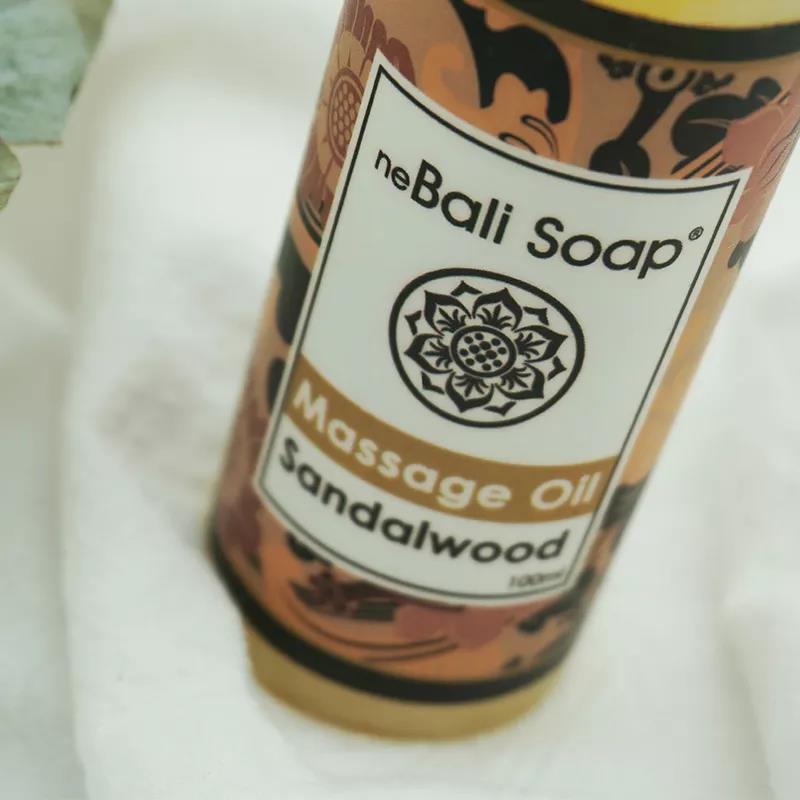 neBali Soap®
Massage Oil
Sandalwood
100ml